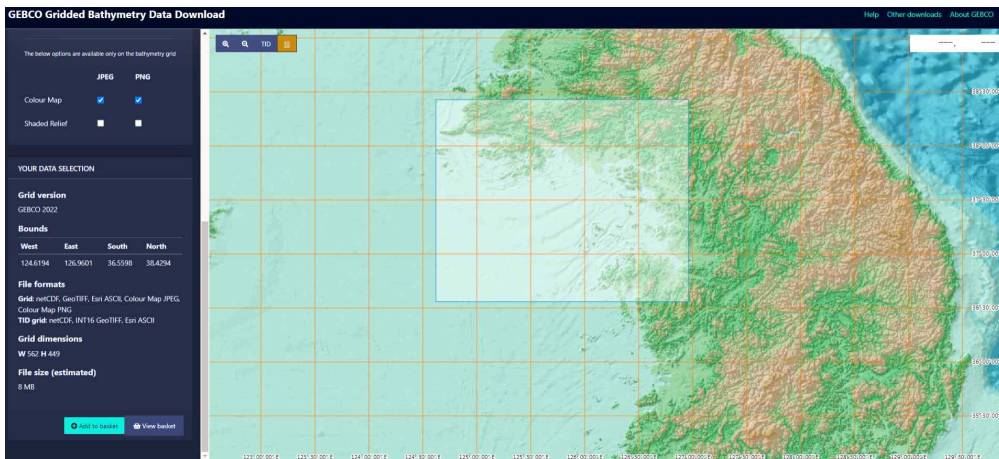 GEBCO Gridded Bathymetry Data Download
Help Other downloads About GEBCO
The below options are available only on the bathymetry grid
JPEG PNG
Colour Map
Shaded Relief
YOUR DATA SELECTION
Grid version
GEBCO 2022
Bounds
West East South North
124.6194 126.9601 36.5598 38.4294
File formats
Grid: netCDF, GeoTIFF, Esri ASCII, Colour Map JPEG,
Colour Map PNG
TID grid: netCDF, INT16 GeoTIFF, Esri ASCII
Grid dimensions
W 562 H 449
File size (estimated)
8 MB
Add to basket View basket
TID